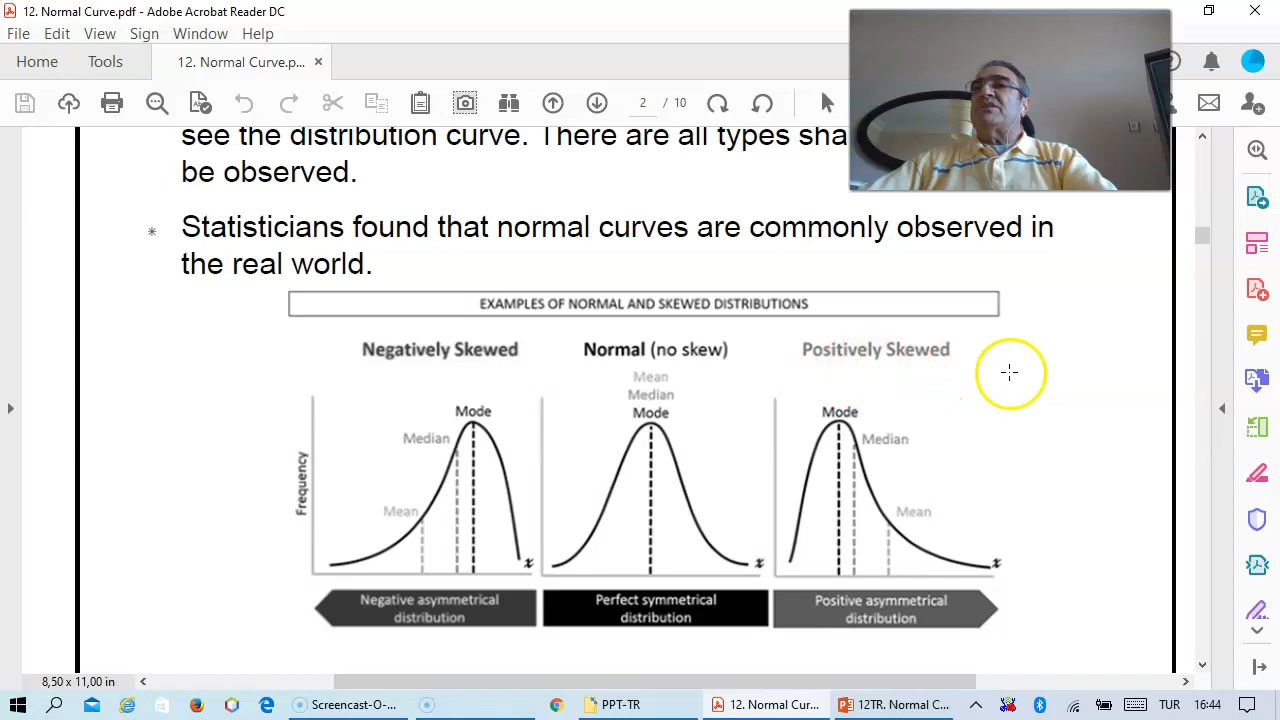 12. Normal Curve.pdf - Adobe Acrobat Reader DC
File Edit View Sign Window Help
Home Tools 12. Normal Curve.p... ×
2 / 10
see the distribution curve. There are all types sha
be observed.
* Statisticians found that normal curves are commonly observed in
the real world.
EXAMPLES OF NORMAL AND SKEWED DISTRIBUTIONS
Negatively Skewed Normal (no skew) Positively Skewed
Mean
Median
Mode
Mode
Median
Mean
Mode
Median
Mean
Frequency
x x x
Negative asymmetrical
distribution
Perfect symmetrical
distribution
Positive asymmetrical
distribution
8,50 x 11,00 in
Screencast-O-... PPT-TR 12. Normal Cur... 12TR. Normal C... TUR 16:44